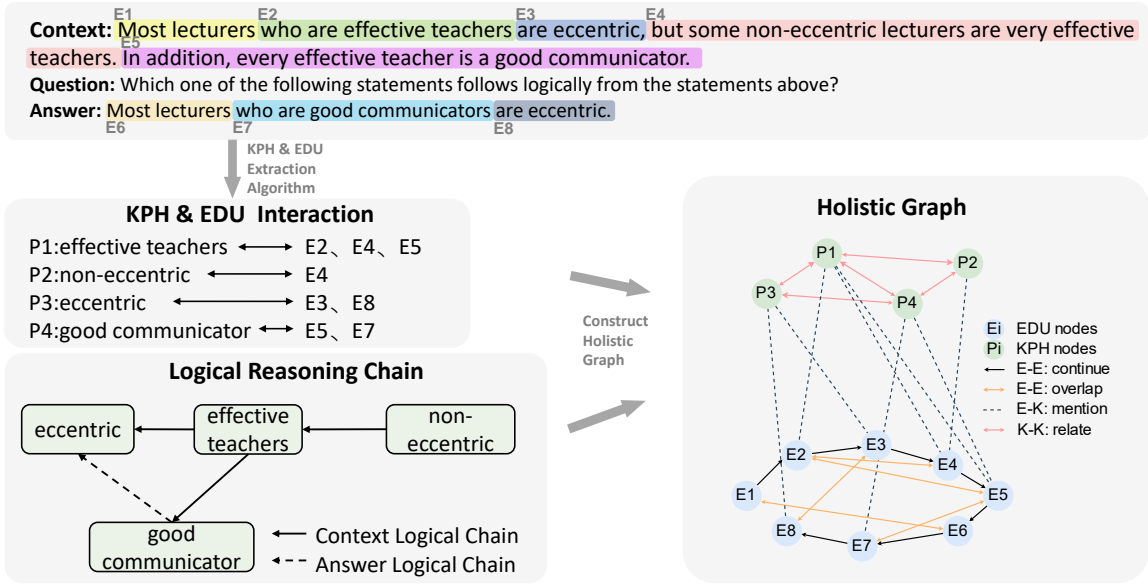 E1 E2 E3 E4
Context: Most lecturers who are effective teachers are eccentric, but some non-eccentric lecturers are very effective
E5
teachers. In addition, every effective teacher is a good communicator.
Question: Which one of the following statements follows logically from the statements above?
Answer: Most lecturers who are good communicators are eccentric.
E6 E7 E8
KPH & EDU
Extraction
Algorithm
KPH & EDU Interaction
P1:effective teachers E2、E4、E5
P2:non-eccentric E4
P3:eccentric E3、E8
P4:good communicator E5、E7
Logical Reasoning Chain
eccentric
effective
teachers
non-
eccentric
good
communicator
Context Logical Chain
Answer Logical Chain
Construct
Holistic
Graph
Holistic Graph
P1
P2
P3
P4
E3
E2
E4
E1
E5
E8
E7
E6
Ei EDU nodes
Pi KPH nodes
E-E: continue
E-E: overlap
E-K: mention
K-K: relate